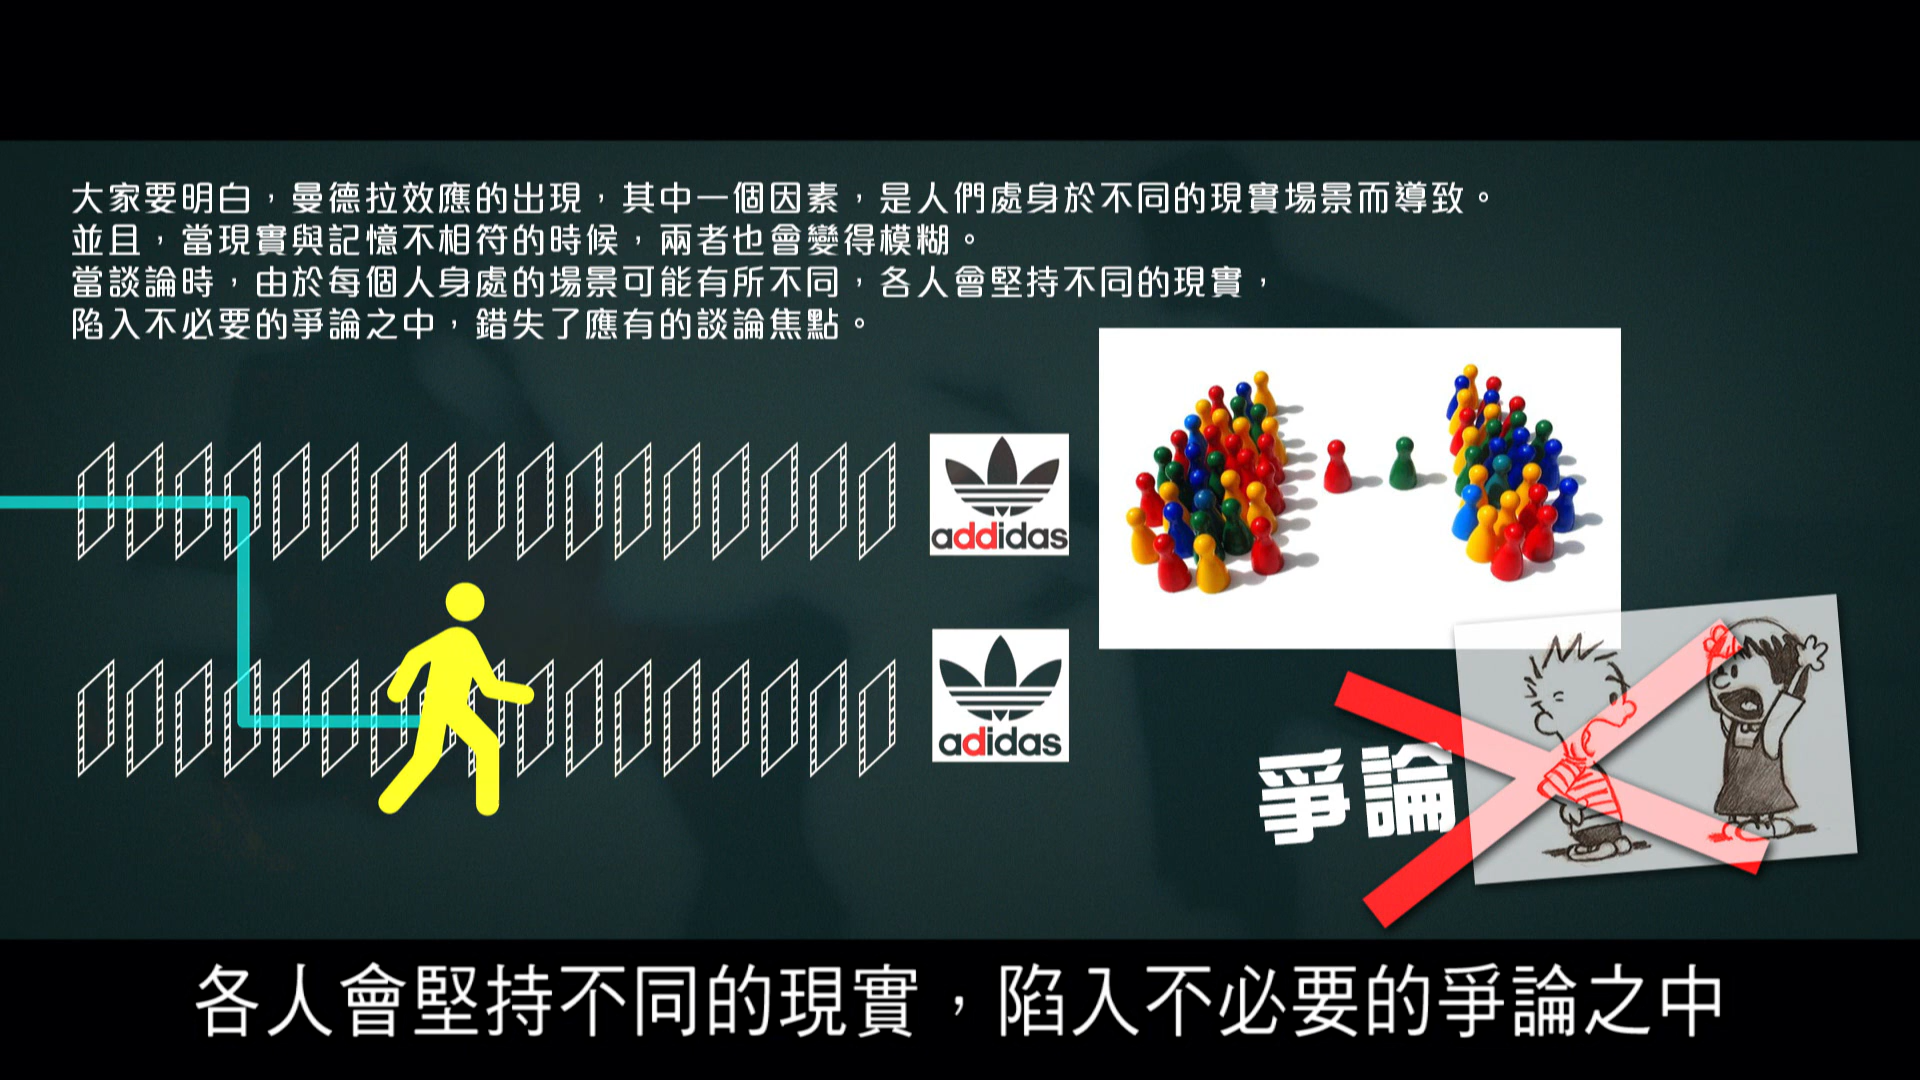 大家要明白，曼德拉效應的出現，其中一個因素，是人們處身於不同的現實場景而導致。
並且，當現實與記憶不相符的時候，兩者也會變得模糊。
當談論時，由於每個人身處的場景可能有所不同，各人會堅持不同的現實，
陷入不必要的爭論之中，錯失了應有的談論焦點。
addidas
adidas
爭論
各人會堅持不同的現實，陷入不必要的爭論之中